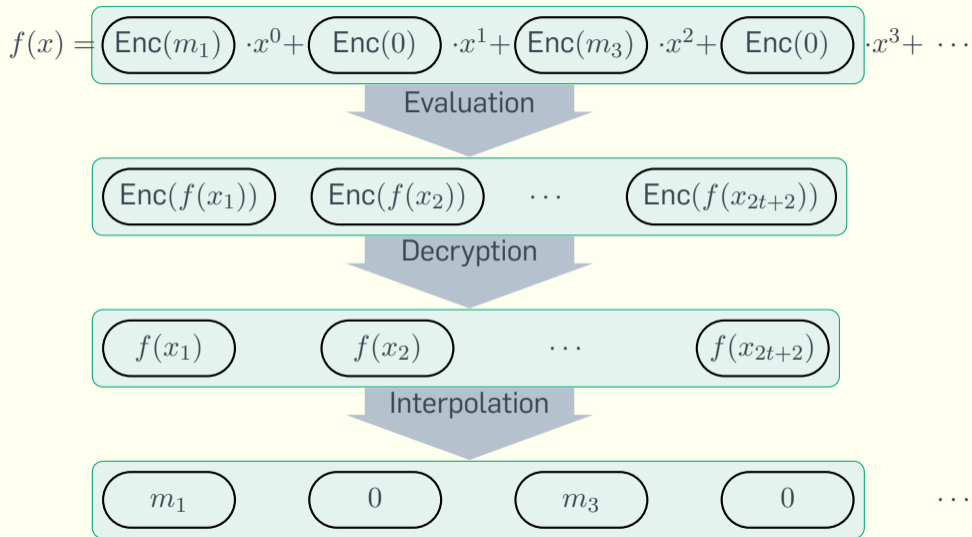 f(x) = Enc(m₁) ·x⁰+ Enc(0) ·x¹+ Enc(m₃) ·x²+ Enc(0) ·x³+ ⋯
Evaluation
Enc(f(x₁)) Enc(f(x₂)) ⋯ Enc(f(x₂ₜ₊₂))
Decryption
f(x₁) f(x₂) ⋯ f(x₂ₜ₊₂)
Interpolation
m₁ 0 m₃ 0 ⋯